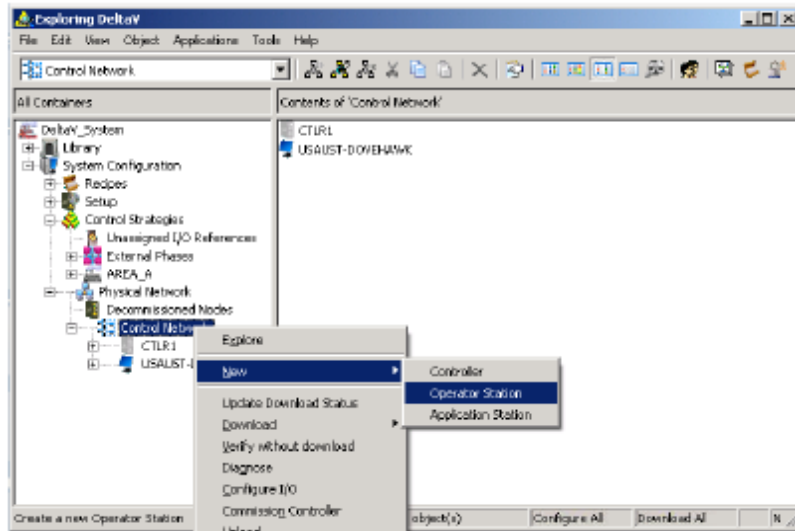 Exploring DeltaV
File Edit View Object Applications Tools Help
Control Network
All Containers
Contents of 'Control Network'
DeltaV_System
Library
System Configuration
Recipes
Setup
Control Strategies
Unassigned I/O References
External Phases
AREA_A
Physical Network
Decommissioned Nodes
Control Netw
CTLR1
USAUST-
CTLR1
USAUST-DOVEHAWK
Explore
New
Update Download Status
Download
Verify without download
Diagnose
Configure I/O
Commission Controller
Upload
Controller
Operator Station
Application Station
Create a new Operator Station
object(s)
Configure All
Download All
N